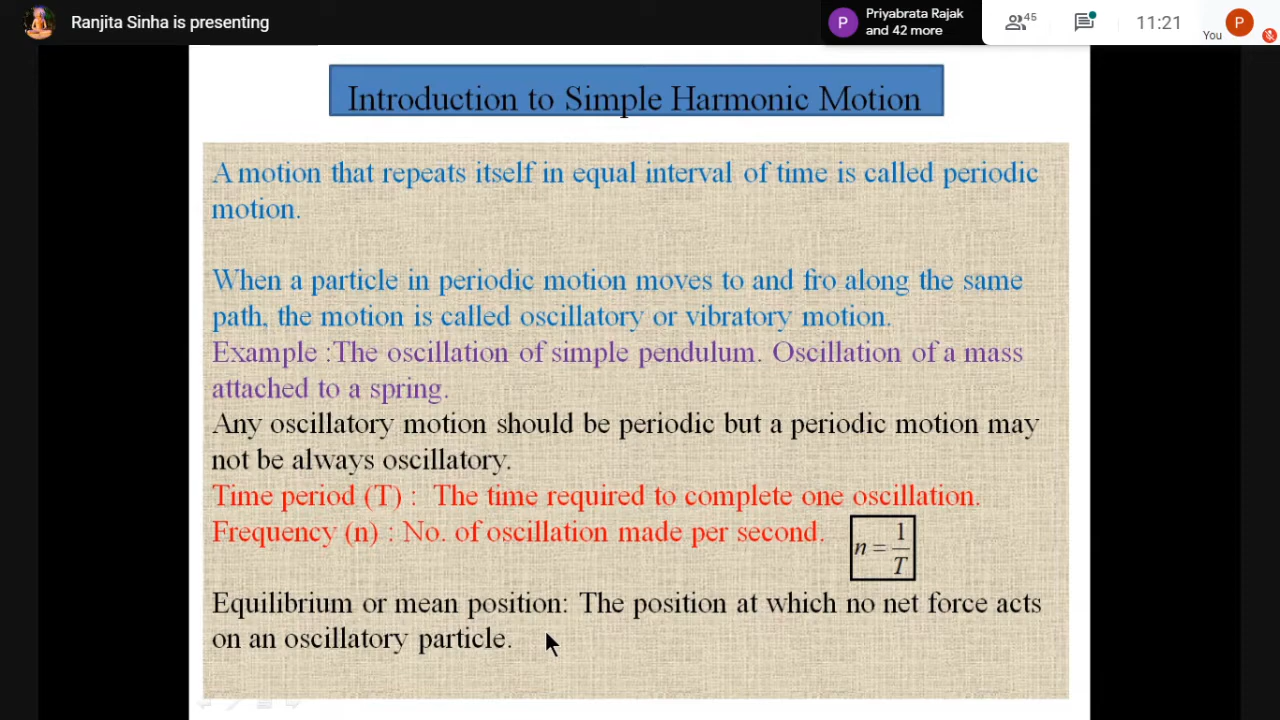 Ranjita Sinha is presenting
P
Priyabrata Rajak
and 42 more
45
11:21
You
P
Introduction to Simple Harmonic Motion
A motion that repeats itself in equal interval of time is called periodic
motion.
When a particle in periodic motion moves to and fro along the same
path, the motion is called oscillatory or vibratory motion.
Example :The oscillation of simple pendulum. Oscillation of a mass
attached to a spring.
Any oscillatory motion should be periodic but a periodic motion may
not be always oscillatory.
Time period (T) : The time required to complete one oscillation.
Frequency (n) : No. of oscillation made per second.
n = 1/T
Equilibrium or mean position: The position at which no net force acts
on an oscillatory particle.